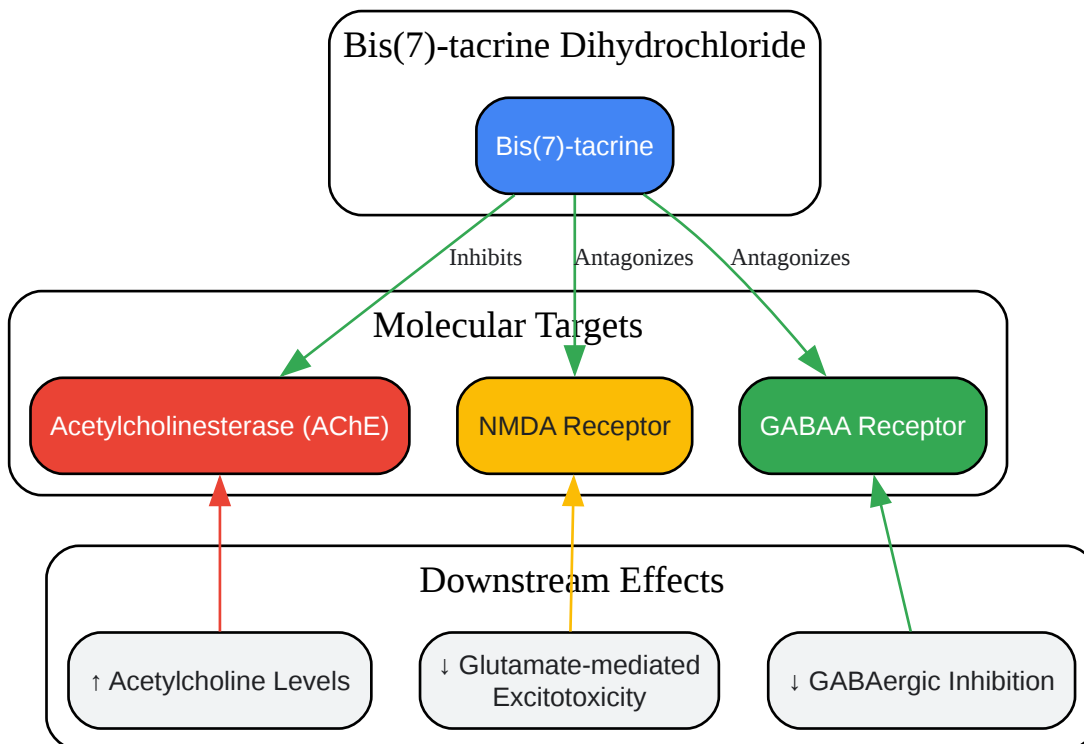 Bis(7)-tacrine Dihydrochloride
Bis(7)-tacrine
Inhibits
Antagonizes
Antagonizes
Molecular Targets
Acetylcholinesterase (AChE)
NMDA Receptor
GABAA Receptor
Downstream Effects
↑ Acetylcholine Levels
↓ Glutamate-mediated
Excitotoxicity
↓ GABAergic Inhibition